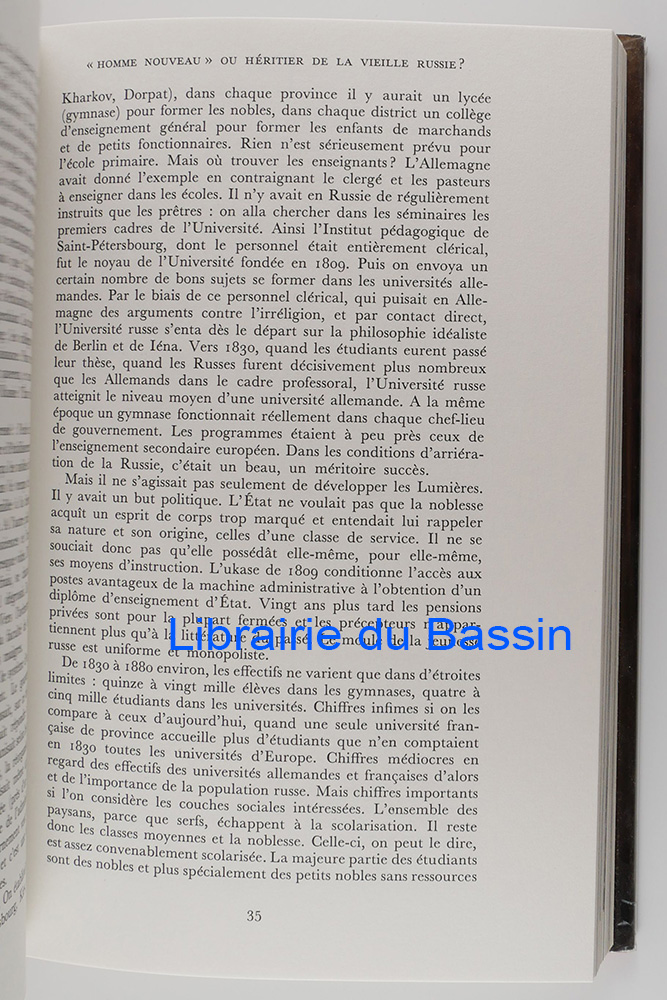 « HOMME NOUVEAU » OU HÉRITIER DE LA VIEILLE RUSSIE ?
Kharkov, Dorpat), dans chaque province il y aurait un lycée
(gymnase) pour former les nobles, dans chaque district un collège
d'enseignement général pour former les enfants de marchands
et de petits fonctionnaires. Rien n'est sérieusement prévu pour
l'école primaire. Mais où trouver les enseignants ? L'Allemagne
avait donné l'exemple en contraignant le clergé et les pasteurs
à enseigner dans les écoles. Il n'y avait en Russie de régulièrement
instruits que les prêtres : on alla chercher dans les séminaires les
premiers cadres de l'Université. Ainsi l'Institut pédagogique de
Saint-Pétersbourg, dont le personnel était entièrement clérical,
fut le noyau de l'Université fondée en 1809. Puis on envoya un
certain nombre de bons sujets se former dans les universités alle-
mandes. Par le biais de ce personnel clérical, qui puisait en Alle-
magne des arguments contre l'irréligion, et par contact direct,
l'Université russe s'enta dès le départ sur la philosophie idéaliste
de Berlin et de Iéna. Vers 1830, quand les étudiants eurent passé
leur thèse, quand les Russes furent décisivement plus nombreux
que les Allemands dans le cadre professoral, l'Université russe
atteignit le niveau moyen d'une université allemande. A la même
époque un gymnase fonctionnait réellement dans chaque chef-lieu
de gouvernement. Les programmes étaient à peu près ceux de
l'enseignement secondaire européen. Dans les conditions d'arriéra-
tion de la Russie, c'était un beau, un méritoire succès.
Mais il ne s'agissait pas seulement de développer les Lumières.
Il y avait un but politique. L'État ne voulait pas que la noblesse
acquît un esprit de corps trop marqué et entendait lui rappeler
sa nature et son origine, celles d'une classe de service. Il ne se
souciait donc pas qu'elle possédât elle-même, pour elle-même,
ses moyens d'instruction. L'ukase de 1809 conditionne l'accès aux
postes avantageux de la machine administrative à l'obtention d'un
diplôme d'enseignement d'État. Vingt ans plus tard les pensions
privées sont pour la plupart fermées et les précepteurs n'appar-
tiennent plus qu'à la littérature du passé. Le moule de la jeunesse
russe est uniforme et monopoliste.
De 1830 à 1880 environ, les effectifs ne varient que dans d'étroites
limites : quinze à vingt mille élèves dans les gymnases, quatre à
cinq mille étudiants dans les universités. Chiffres infimes si on les
compare à ceux d'aujourd'hui, quand une seule université fran-
çaise de province accueille plus d'étudiants que n'en comptaient
en 1830 toutes les universités d'Europe. Chiffres médiocres en
regard des effectifs des universités allemandes et françaises d'alors
et de l'importance de la population russe. Mais chiffres importants
si l'on considère les couches sociales intéressées. L'ensemble des
paysans, parce que serfs, échappent à la scolarisation. Il reste
donc les classes moyennes et la noblesse. Celle-ci, on peut le dire,
est assez convenablement scolarisée. La majeure partie des étudiants
sont des nobles et plus spécialement des petits nobles sans ressources
35
Librairie du Bassin